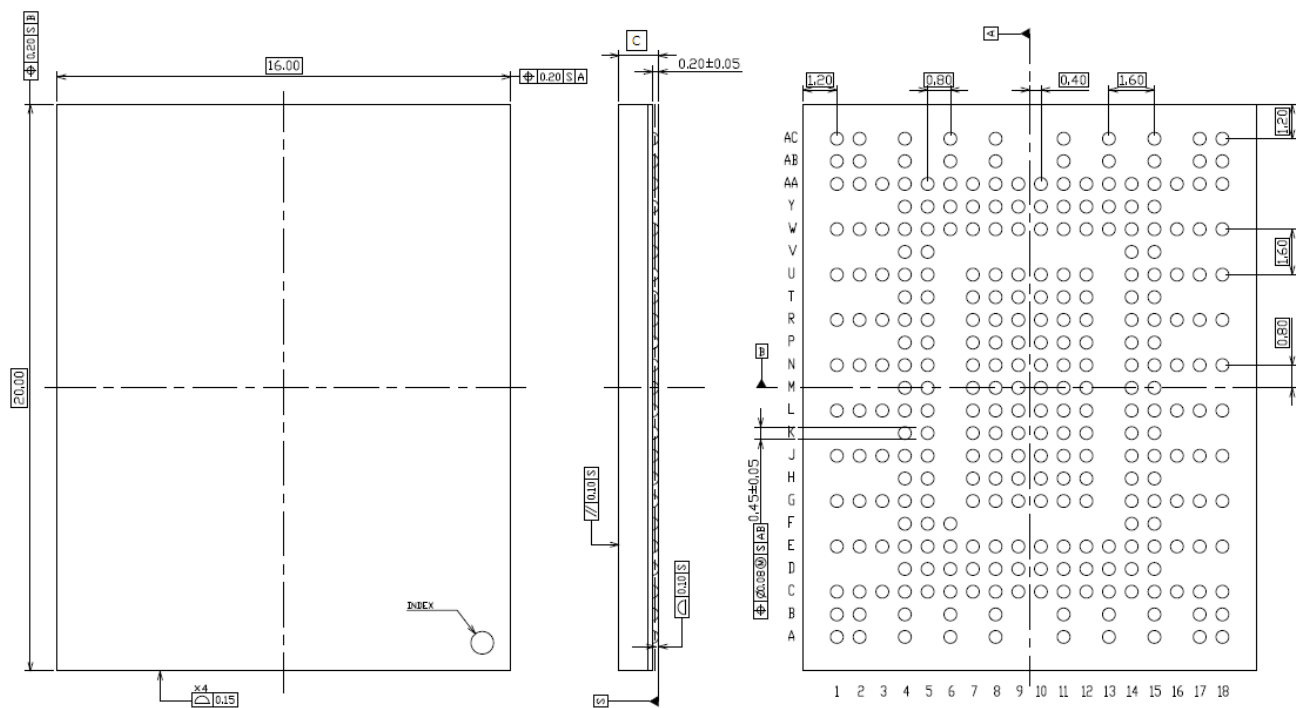 ⌖ 0.20 S B
16.00
⌖ 0.20 S A
20.00
INDEX
x4
⌓ 0.15
C
0.20±0.05
// 0.10 S
⌓ 0.10 S
S
A
1.20
0.80
0.40
1.60
1.20
1.60
0.80
B
0.45±0.05
⌖ Ø0.08 Ⓜ S AB
AC
AB
AA
Y
W
V
U
T
R
P
N
M
L
K
J
H
G
F
E
D
C
B
A
1 2 3 4 5 6 7 8 9 10 11 12 13 14 15 16 17 18